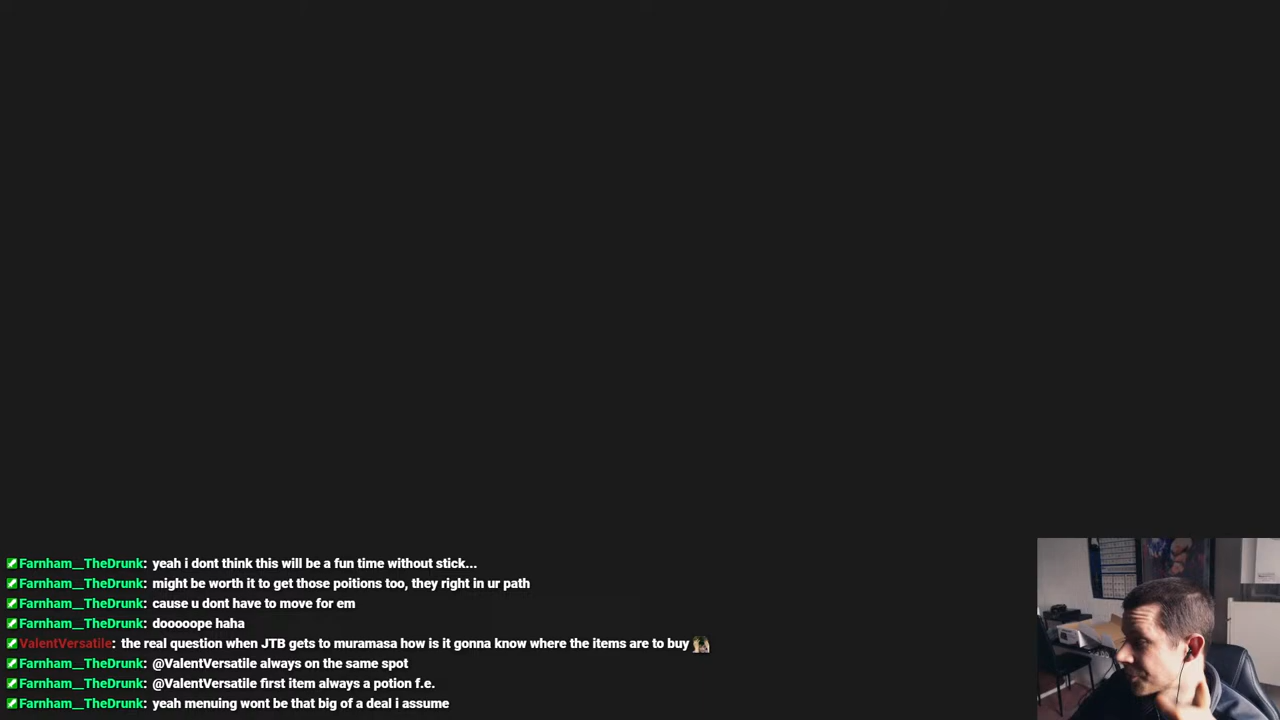 Farnham__TheDrunk: yeah i dont think this will be a fun time without stick...
Farnham__TheDrunk: might be worth it to get those poitions too, they right in ur path
Farnham__TheDrunk: cause u dont have to move for em
Farnham__TheDrunk: dooooope haha
ValentVersatile: the real question when JTB gets to muramasa how is it gonna know where the items are to buy
Farnham__TheDrunk: @ValentVersatile always on the same spot
Farnham__TheDrunk: @ValentVersatile first item always a potion f.e.
Farnham__TheDrunk: yeah menuing wont be that big of a deal i assume